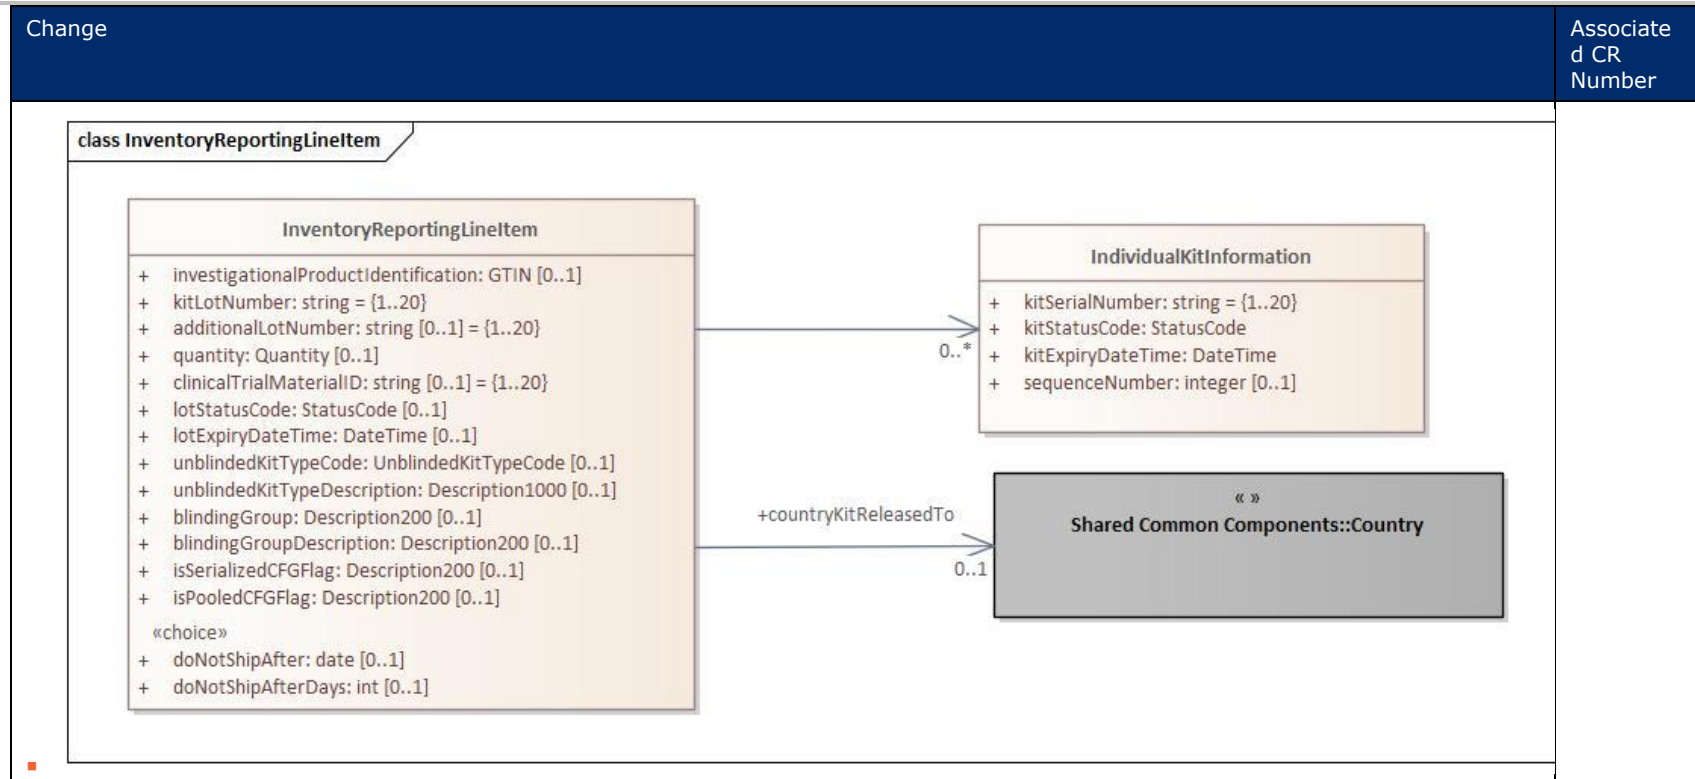 Change
Associate
d CR
Number
class InventoryReportingLineItem
InventoryReportingLineItem
+ investigationalProductIdentification: GTIN [0..1]
+ kitLotNumber: string = {1..20}
+ additionalLotNumber: string [0..1] = {1..20}
+ quantity: Quantity [0..1]
+ clinicalTrialMaterialID: string [0..1] = {1..20}
+ lotStatusCode: StatusCode [0..1]
+ lotExpiryDateTime: DateTime [0..1]
+ unblindedKitTypeCode: UnblindedKitTypeCode [0..1]
+ unblindedKitTypeDescription: Description1000 [0..1]
+ blindingGroup: Description200 [0..1]
+ blindingGroupDescription: Description200 [0..1]
+ isSerializedCFGFlag: Description200 [0..1]
+ isPooledCFGFlag: Description200 [0..1]
«choice»
+ doNotShipAfter: date [0..1]
+ doNotShipAfterDays: int [0..1]
0..*
IndividualKitInformation
+ kitSerialNumber: string = {1..20}
+ kitStatusCode: StatusCode
+ kitExpiryDateTime: DateTime
+ sequenceNumber: integer [0..1]
+countryKitReleasedTo
0..1
« »
Shared Common Components::Country